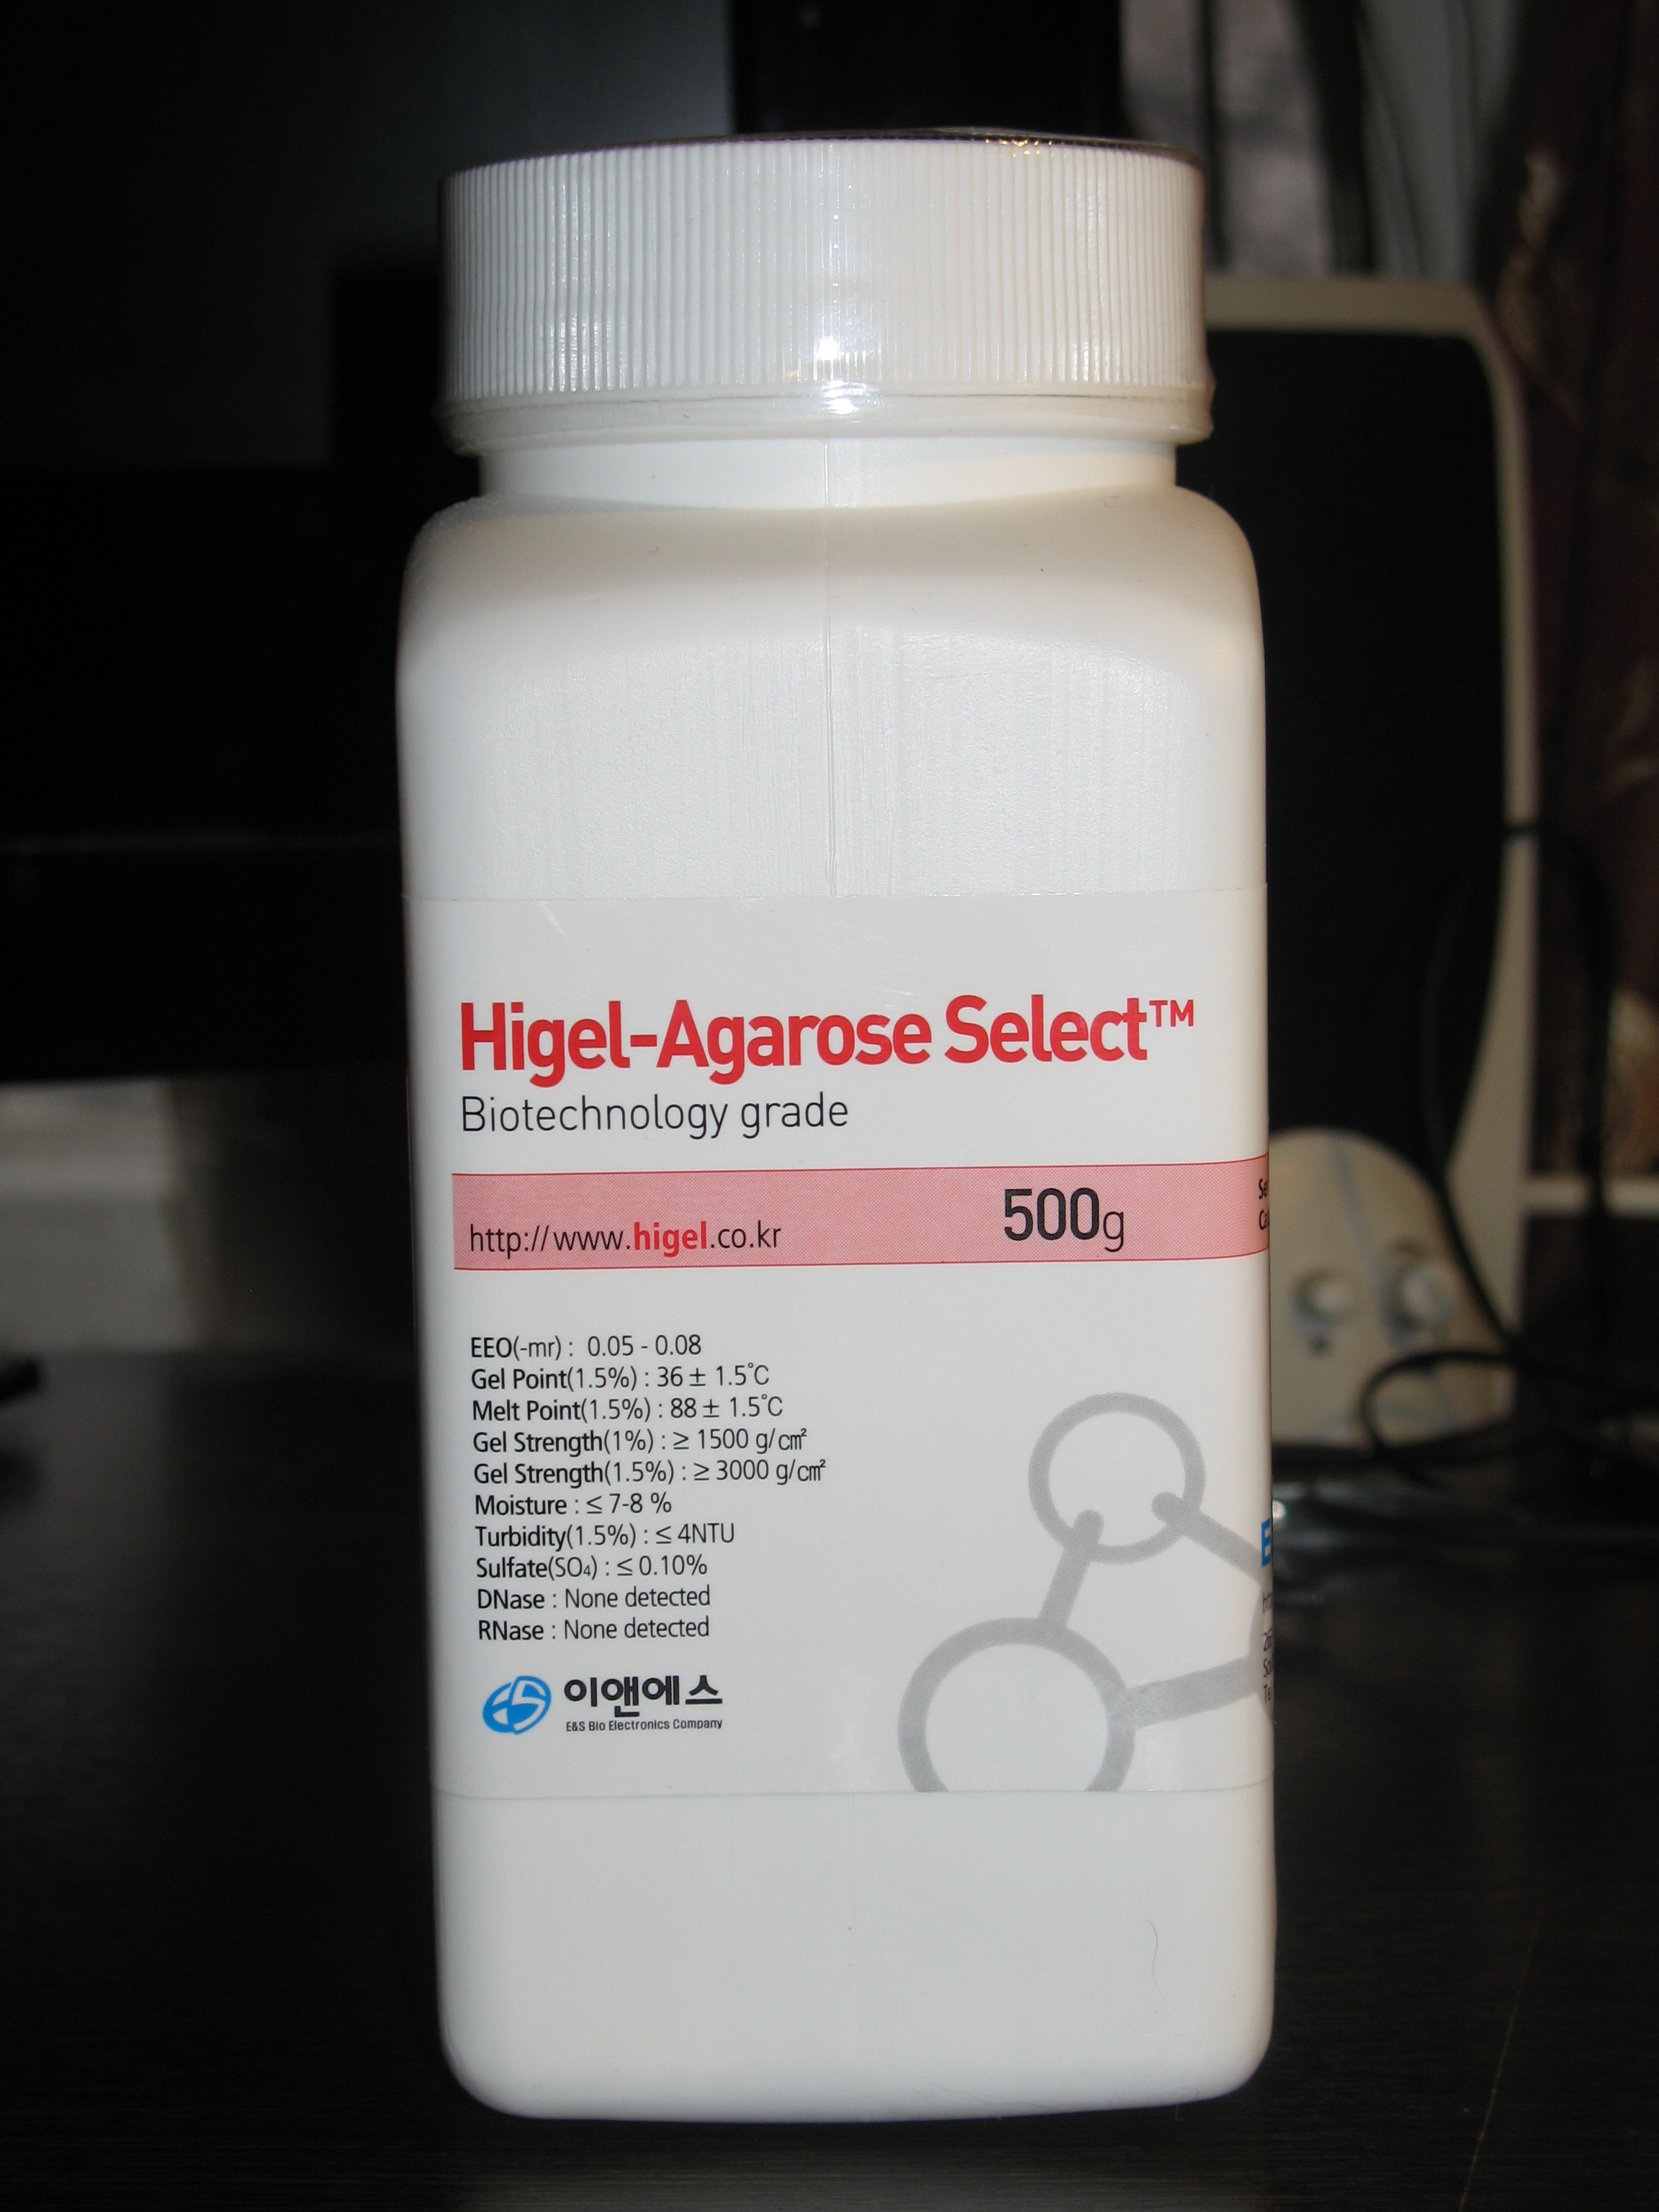 Higel-Agarose Select™
Biotechnology grade
http://www.higel.co.kr
500g
EEO(-mr) : 0.05 - 0.08
Gel Point(1.5%) : 36 ± 1.5℃
Melt Point(1.5%) : 88 ± 1.5℃
Gel Strength(1%) : ≥ 1500 g/㎠
Gel Strength(1.5%) : ≥ 3000 g/㎠
Moisture : ≤ 7-8 %
Turbidity(1.5%) : ≤ 4NTU
Sulfate(SO₄) : ≤ 0.10%
DNase : None detected
RNase : None detected
이앤에스
E&S Bio Electronics Company